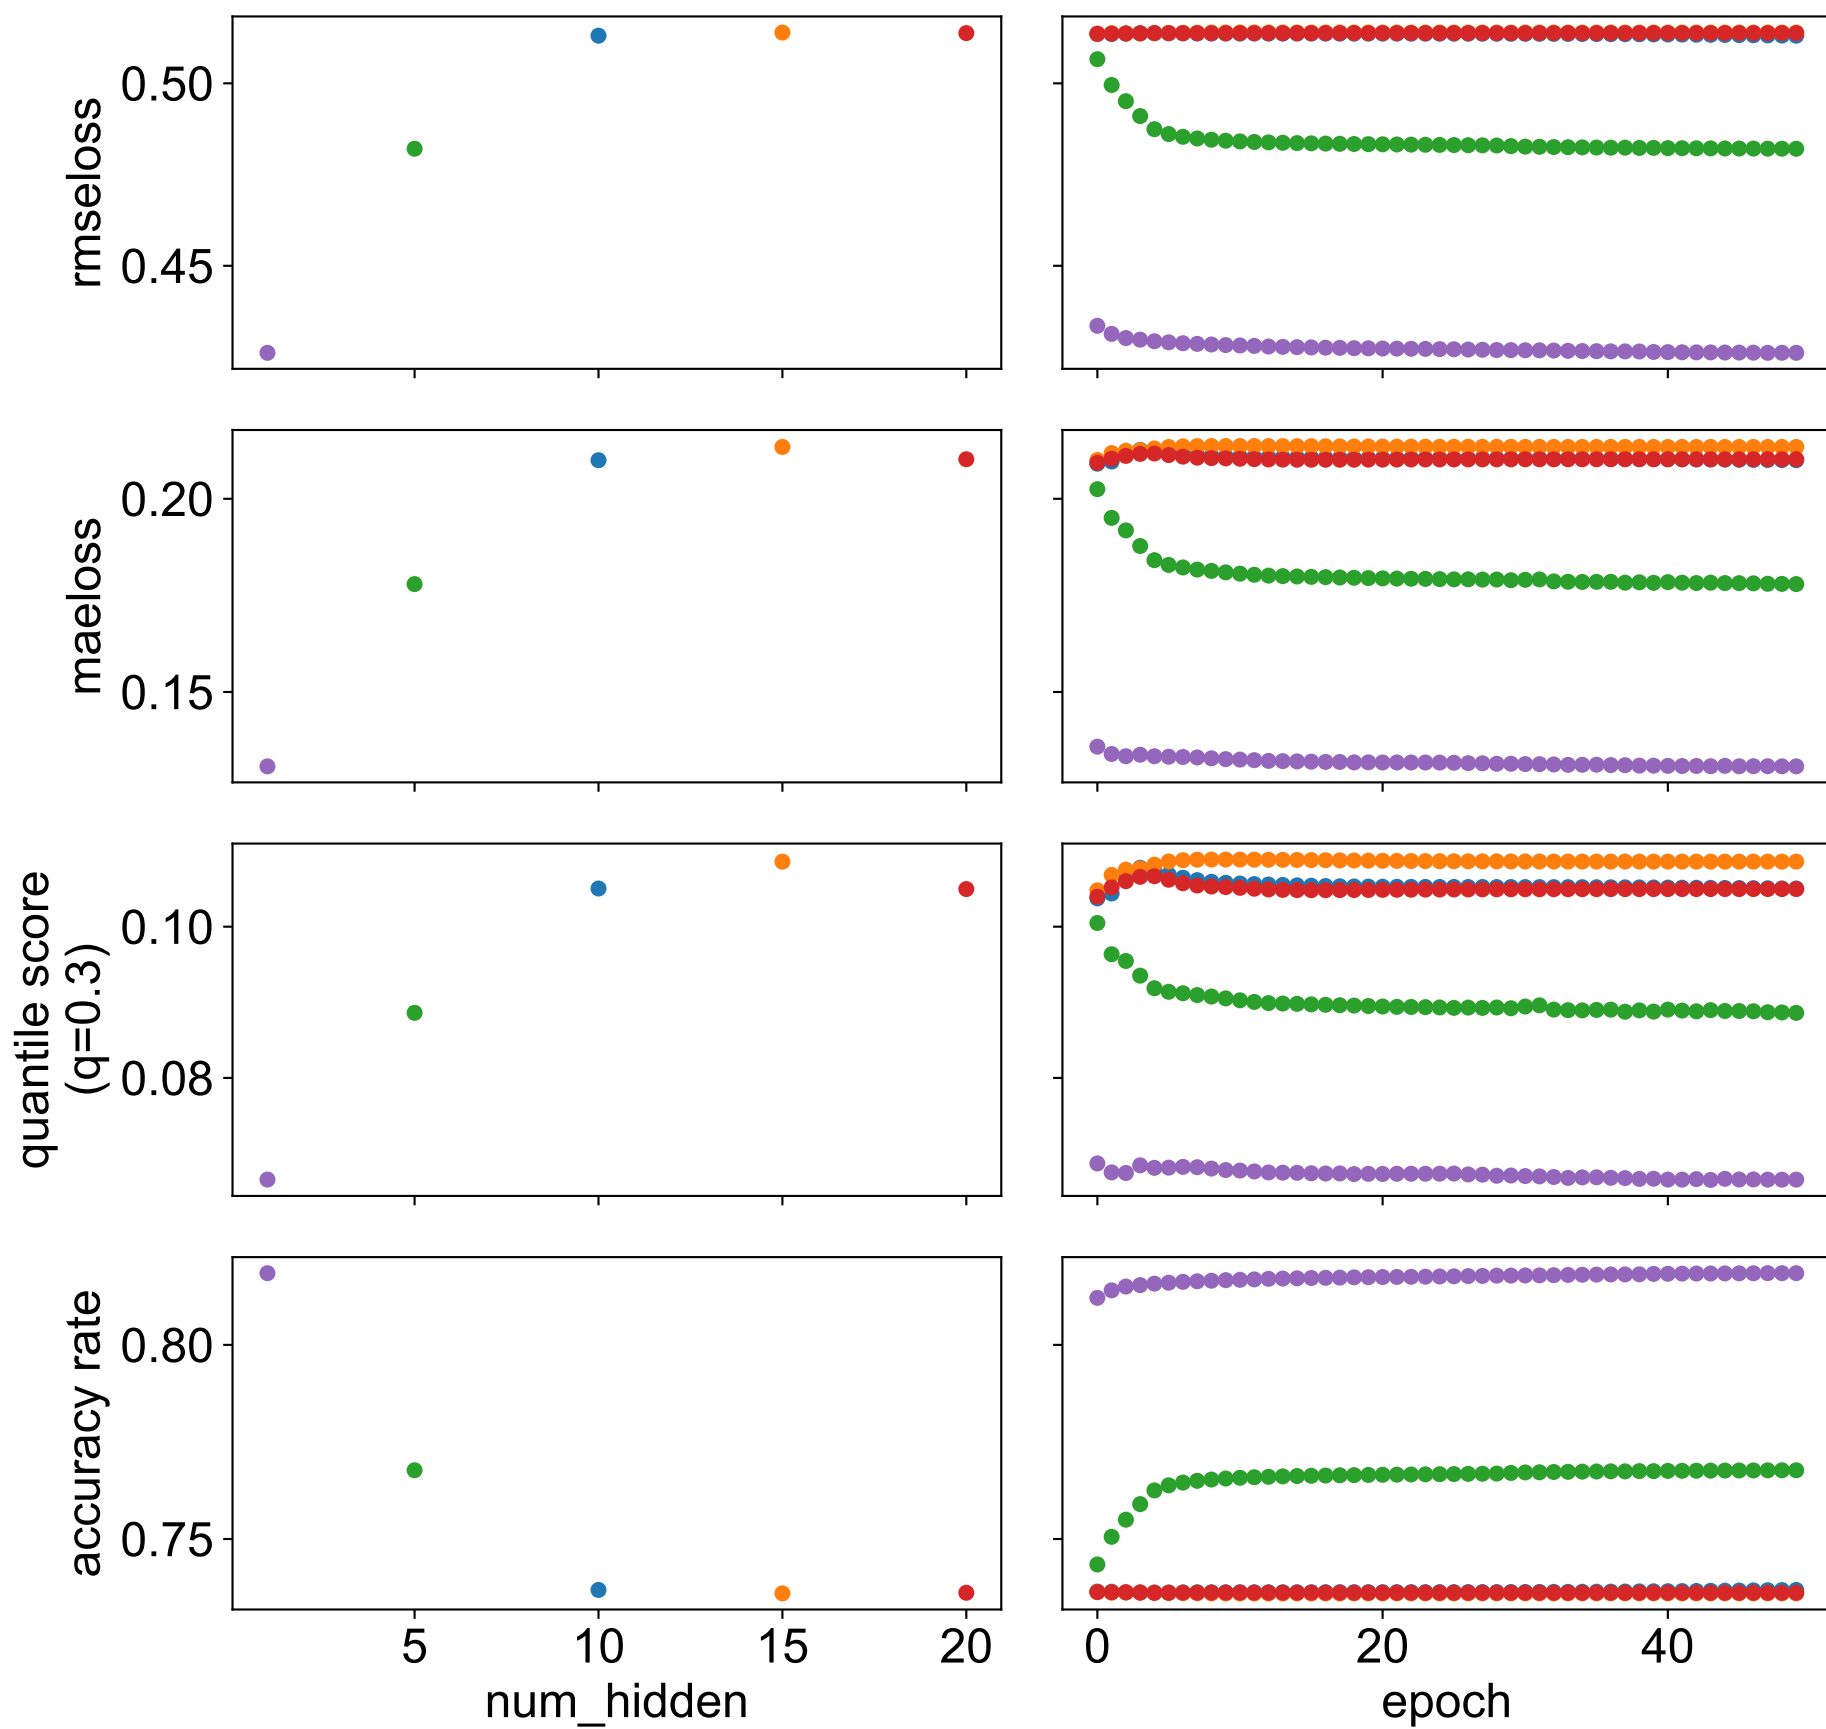 rmseloss
0.50
0.45
maeloss
0.20
0.15
quantile score
(q=0.3)
0.10
0.08
accuracy rate
0.80
0.75
5 10 15 20
num_hidden
0 20 40
epoch